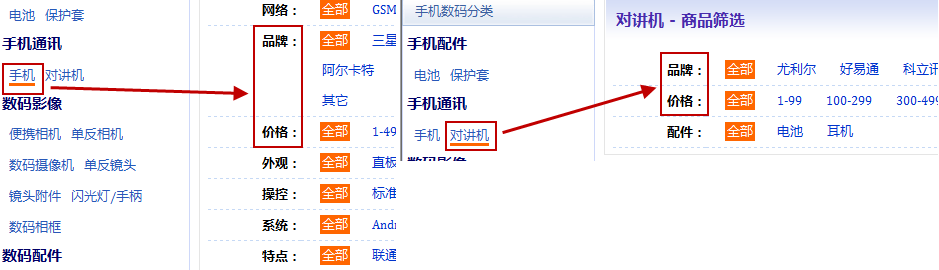 电池 保护套
手机通讯
手机 对讲机
数码影像
便携相机 单反相机
数码摄像机 单反镜头
镜头附件 闪光灯/手柄
数码相框
数码配件
网络： 全部 GSM
品牌： 全部 三星
阿尔卡特
其它
价格： 全部 1-49
外观： 全部 直板
操控： 全部 标准
系统： 全部 Andr
特点： 全部 联通
手机数码分类
手机配件
电池 保护套
手机通讯
手机 对讲机
数码影像
对讲机 - 商品筛选
品牌： 全部 尤利尔 好易通 科立讯
价格： 全部 1-99 100-299 300-499
配件： 全部 电池 耳机